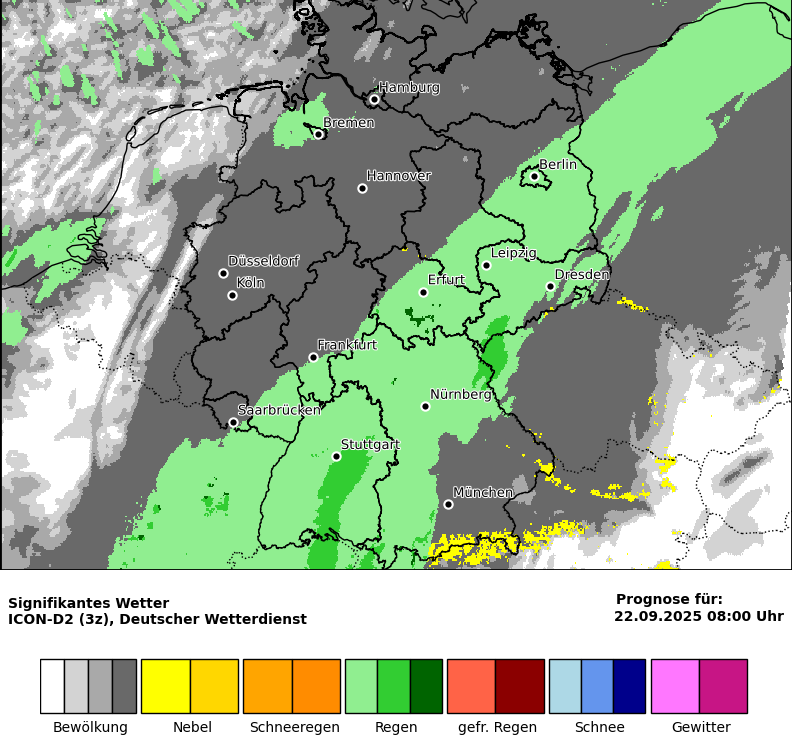 Hamburg
Bremen
Berlin
Hannover
Leipzig
Düsseldorf
Dresden
Köln
Erfurt
Frankfurt
Nürnberg
Saarbrücken
Stuttgart
München
Signifikantes Wetter
ICON-D2 (3z), Deutscher Wetterdienst
Prognose für:
22.09.2025 08:00 Uhr
Bewölkung
Nebel
Schneeregen
Regen
gefr. Regen
Schnee
Gewitter